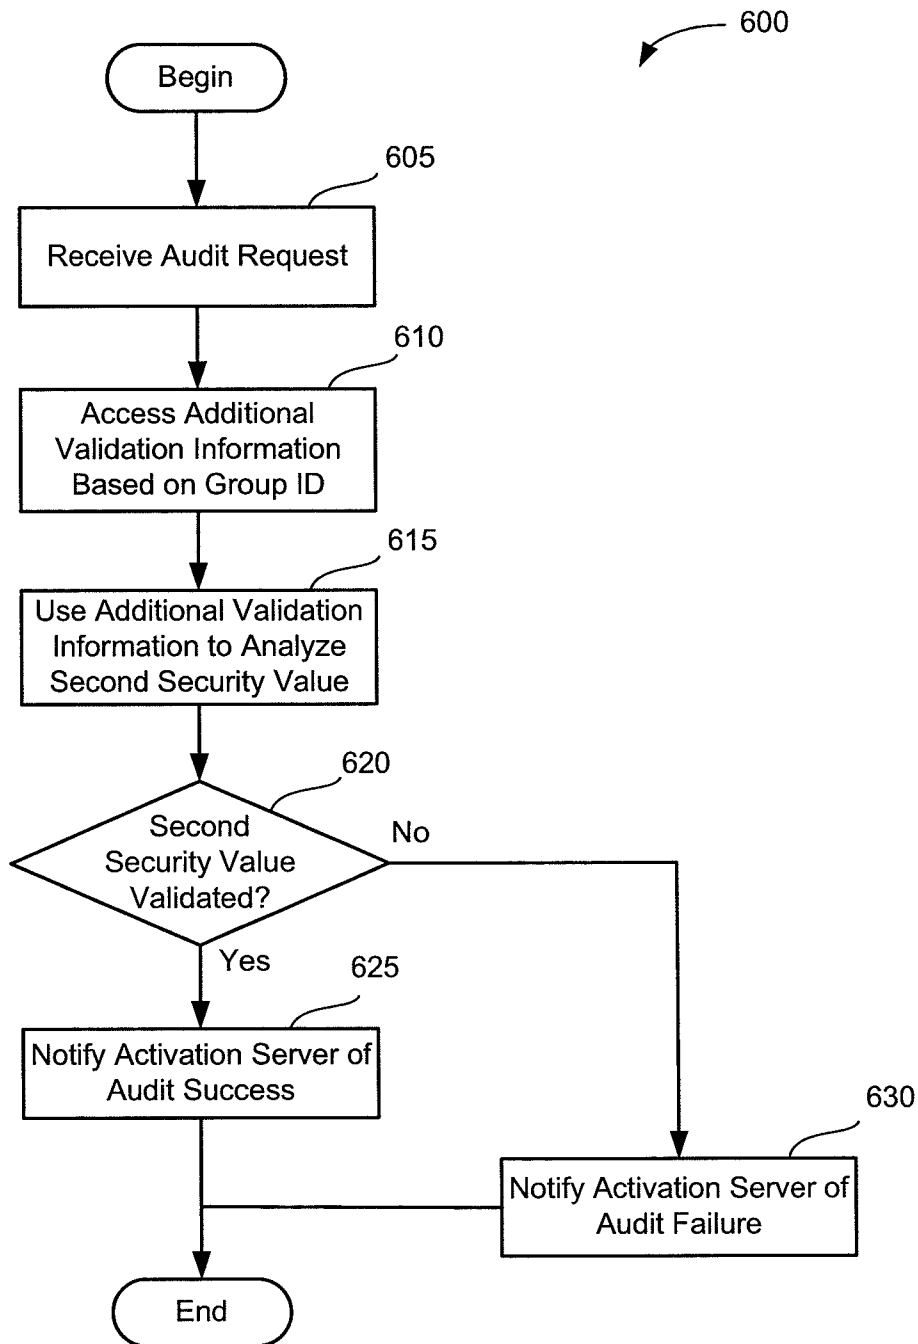 600
Begin
605
Receive Audit Request
610
Access Additional
Validation Information
Based on Group ID
615
Use Additional Validation
Information to Analyze
Second Security Value
620
Second
Security Value
Validated?
No
Yes
625
Notify Activation Server of
Audit Success
630
Notify Activation Server of
Audit Failure
End